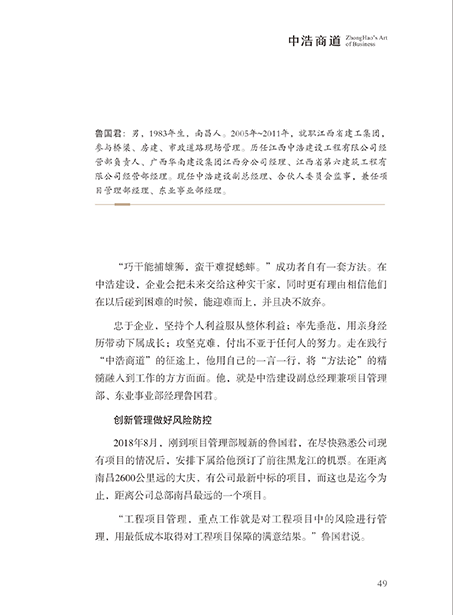 中浩商道
ZhongHao's Art
of Business
鲁国君：男，1983年生，南昌人。2005年~2011年，就职江西省建工集团，
参与桥梁、房建、市政道路现场管理。历任江西中浩建设工程有限公司经
营部负责人、广西华南建设集团江西分公司经理、江西省第六建筑工程有
限公司经营部经理。现任中浩建设副总经理、合伙人委员会监事，兼任项
目管理部经理、东业事业部经理。
“巧干能捕雄狮，蛮干难捉蟋蟀。”成功者自有一套方法。在
中浩建设，企业会把未来交给这种实干家，同时更有理由相信他们
在以后碰到困难的时候，能迎难而上，并且决不放弃。
忠于企业，坚持个人利益服从整体利益；率先垂范，用亲身经
历带动下属成长；攻坚克难，付出不亚于任何人的努力。走在践行
“中浩商道”的征途上，他用自己的一言一行，将“方法论”的精
髓融入到工作的方方面面。他，就是中浩建设副总经理兼项目管理
部、东业事业部经理鲁国君。
创新管理做好风险防控
2018年8月，刚到项目管理部履新的鲁国君，在尽快熟悉公司现
有项目的情况后，安排下属给他预订了前往黑龙江的机票。在距离
南昌2600公里远的大庆，有公司最新中标的项目，而这也是迄今为
止，距离公司总部南昌最远的一个项目。
“工程项目管理，重点工作就是对工程项目中的风险进行管
理，用最低成本取得对工程项目保障的满意结果。”鲁国君说。
49